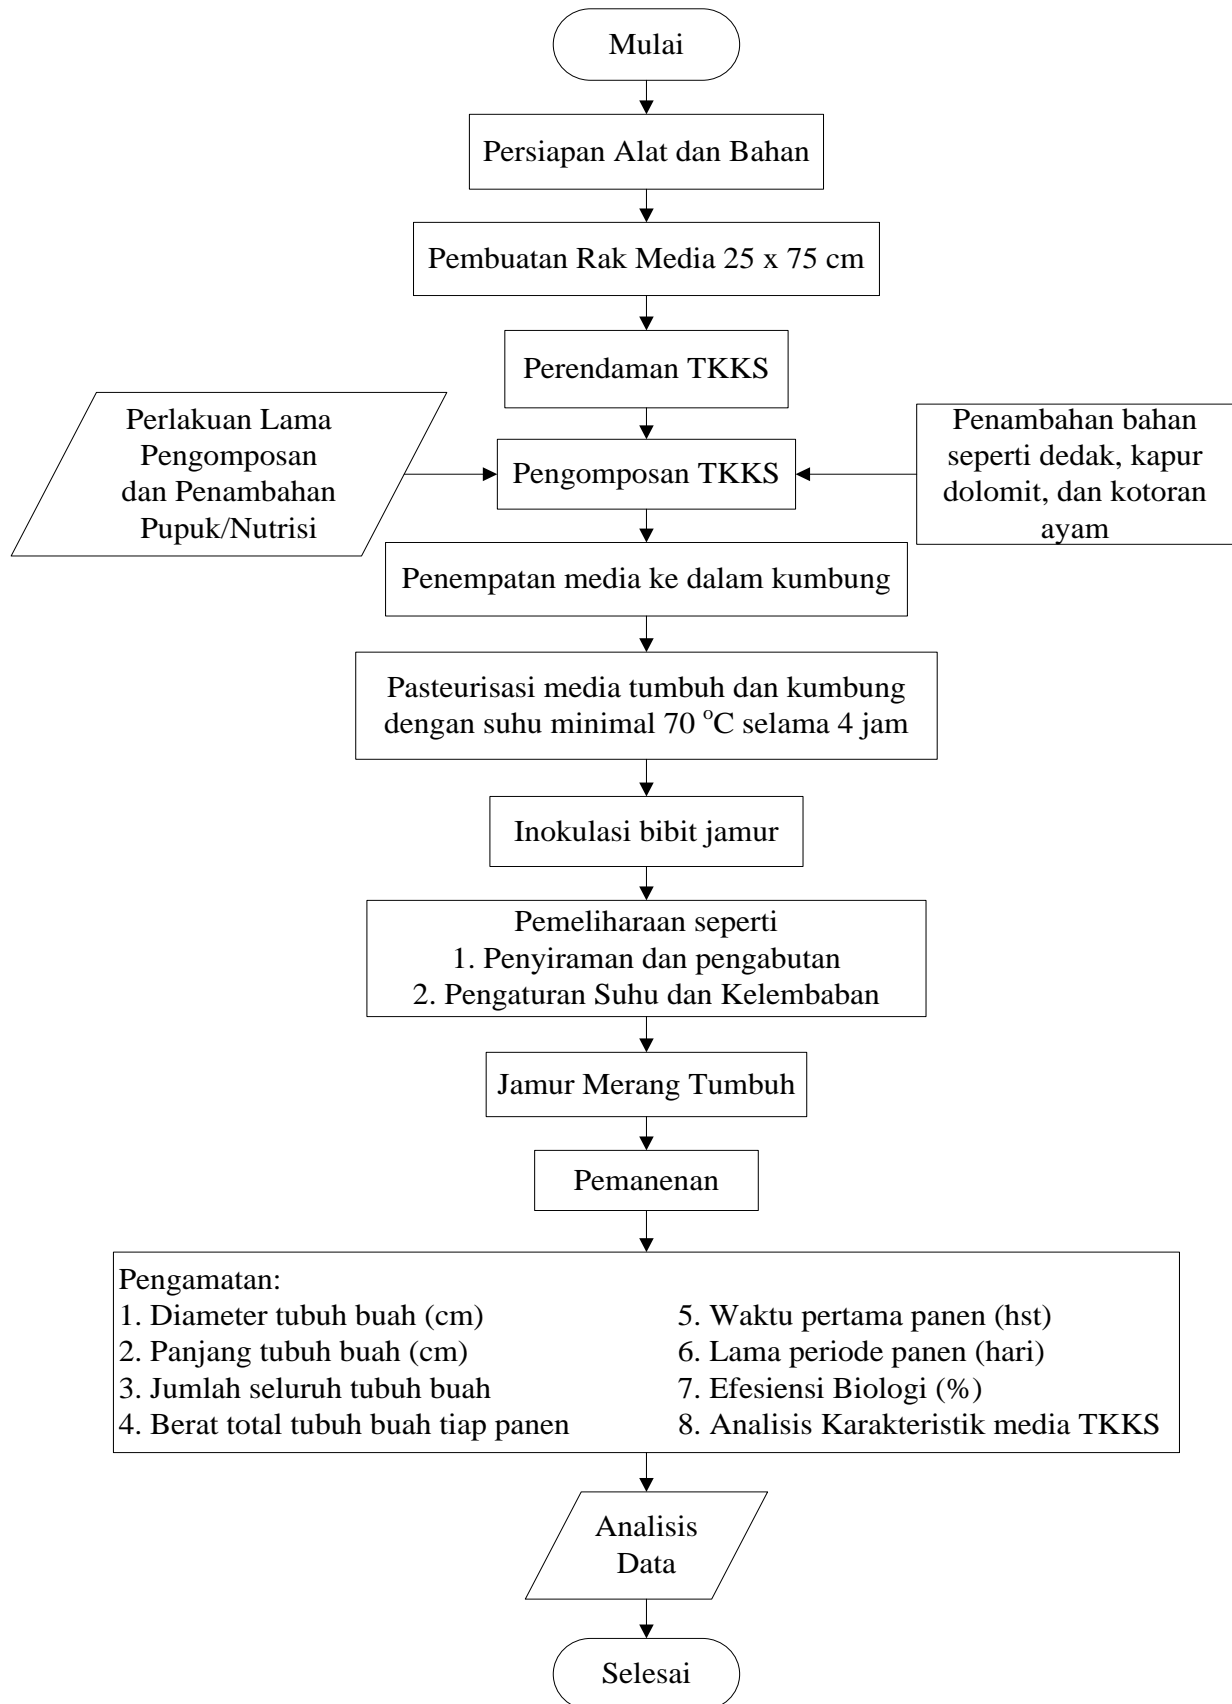 Mulai
Persiapan Alat dan Bahan
Pembuatan Rak Media 25 x 75 cm
Perendaman TKKS
Perlakuan Lama
Pengomposan
dan Penambahan
Pupuk/Nutrisi
Pengomposan TKKS
Penambahan bahan
seperti dedak, kapur
dolomit, dan kotoran
ayam
Penempatan media ke dalam kumbung
Pasteurisasi media tumbuh dan kumbung
dengan suhu minimal 70 °C selama 4 jam
Inokulasi bibit jamur
Pemeliharaan seperti
1. Penyiraman dan pengabutan
2. Pengaturan Suhu dan Kelembaban
Jamur Merang Tumbuh
Pemanenan
Pengamatan:
1. Diameter tubuh buah (cm)
2. Panjang tubuh buah (cm)
3. Jumlah seluruh tubuh buah
4. Berat total tubuh buah tiap panen
5. Waktu pertama panen (hst)
6. Lama periode panen (hari)
7. Efesiensi Biologi (%)
8. Analisis Karakteristik media TKKS
Analisis
Data
Selesai